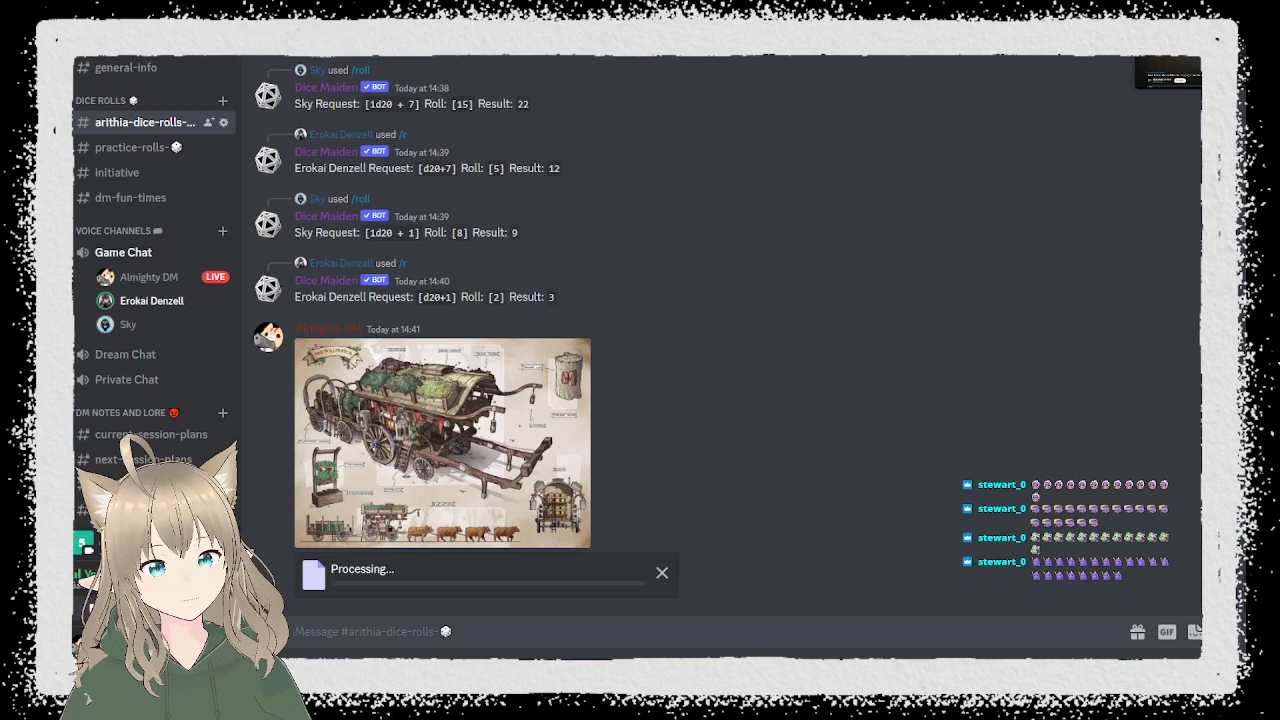 general-info
DICE ROLLS
arithia-dice-rolls-...
practice-rolls-
initiative
dm-fun-times
VOICE CHANNELS
Game Chat
Almighty DM LIVE
Erokai Denzell
Sky
Dream Chat
Private Chat
DM NOTES AND LORE
current-session-plans
next-session-plans
Sky used /roll
Dice Maiden ✓ BOT Today at 14:38
Sky Request: [1d20 + 7] Roll: [15] Result: 22
Erokai Denzell used /r
Dice Maiden ✓ BOT Today at 14:39
Erokai Denzell Request: [d20+7] Roll: [5] Result: 12
Sky used /roll
Dice Maiden ✓ BOT Today at 14:39
Sky Request: [1d20 + 1] Roll: [8] Result: 9
Erokai Denzell used /r
Dice Maiden ✓ BOT Today at 14:40
Erokai Denzell Request: [d20+1] Roll: [2] Result: 3
Almighty DM Today at 14:41
Processing...
Message #arithia-dice-rolls-
GIF
stewart_0
stewart_0
stewart_0
stewart_0